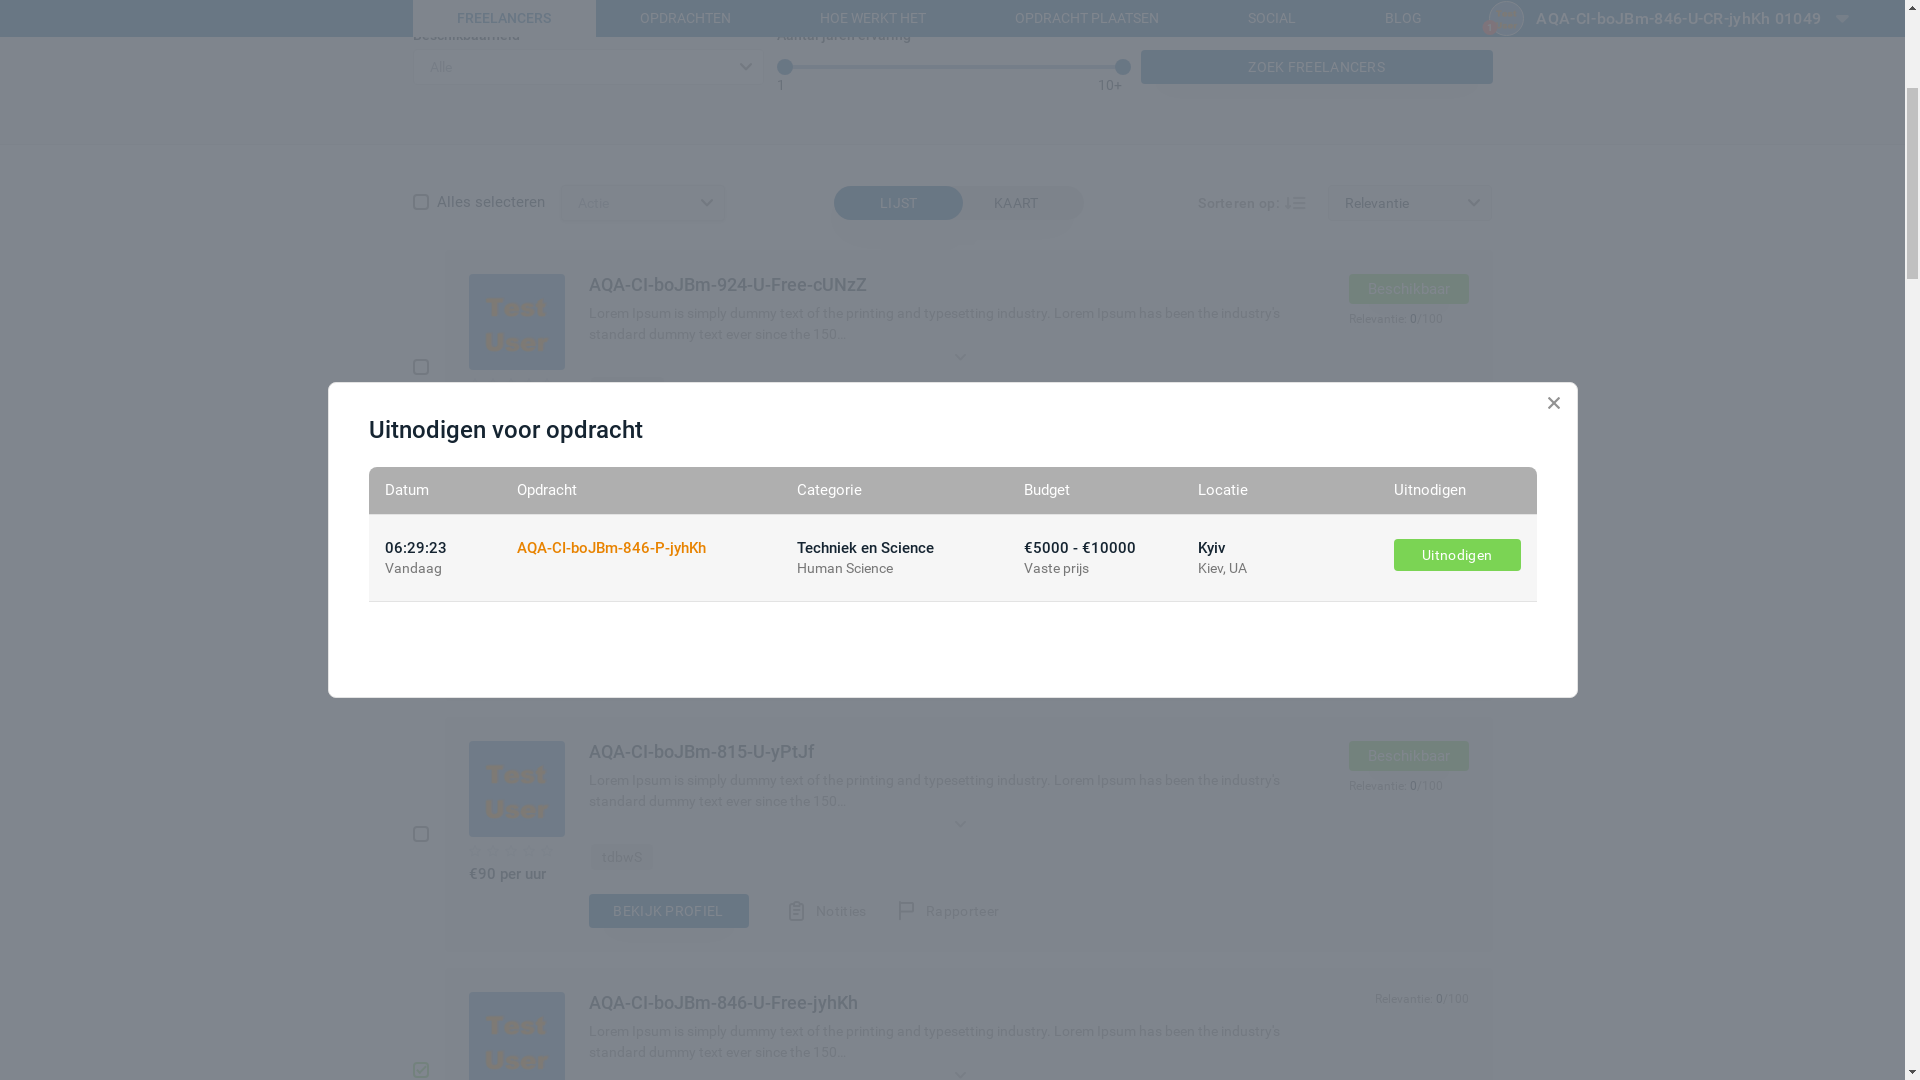 FREELANCERS
OPDRACHTEN
HOE WERKT HET
OPDRACHT PLAATSEN
SOCIAL
BLOG
1
AQA-CI-boJBm-846-U-CR-jyhKh 01049
Beschikbaarheid
Aantal jaren ervaring
Alle
1
10+
ZOEK FREELANCERS
Alles selecteren
Actie
LIJST
KAART
Sorteren op:
Relevantie
Test
User
AQA-CI-boJBm-924-U-Free-cUNzZ
Lorem Ipsum is simply dummy text of the printing and typesetting industry. Lorem Ipsum has been the industry's
standard dummy text ever since the 150...
Beschikbaar
Relevantie: 0/100
Uitnodigen voor opdracht
Datum
Opdracht
Categorie
Budget
Locatie
Uitnodigen
06:29:23
Vandaag
AQA-CI-boJBm-846-P-jyhKh
Techniek en Science
Human Science
€5000 - €10000
Vaste prijs
Kyiv
Kiev, UA
Uitnodigen
Test
User
€90 per uur
AQA-CI-boJBm-815-U-yPtJf
Lorem Ipsum is simply dummy text of the printing and typesetting industry. Lorem Ipsum has been the industry's
standard dummy text ever since the 150...
tdbwS
BEKIJK PROFIEL
Notities
Rapporteer
Beschikbaar
Relevantie: 0/100
Test
User
AQA-CI-boJBm-846-U-Free-jyhKh
Lorem Ipsum is simply dummy text of the printing and typesetting industry. Lorem Ipsum has been the industry's
standard dummy text ever since the 150...
Relevantie: 0/100